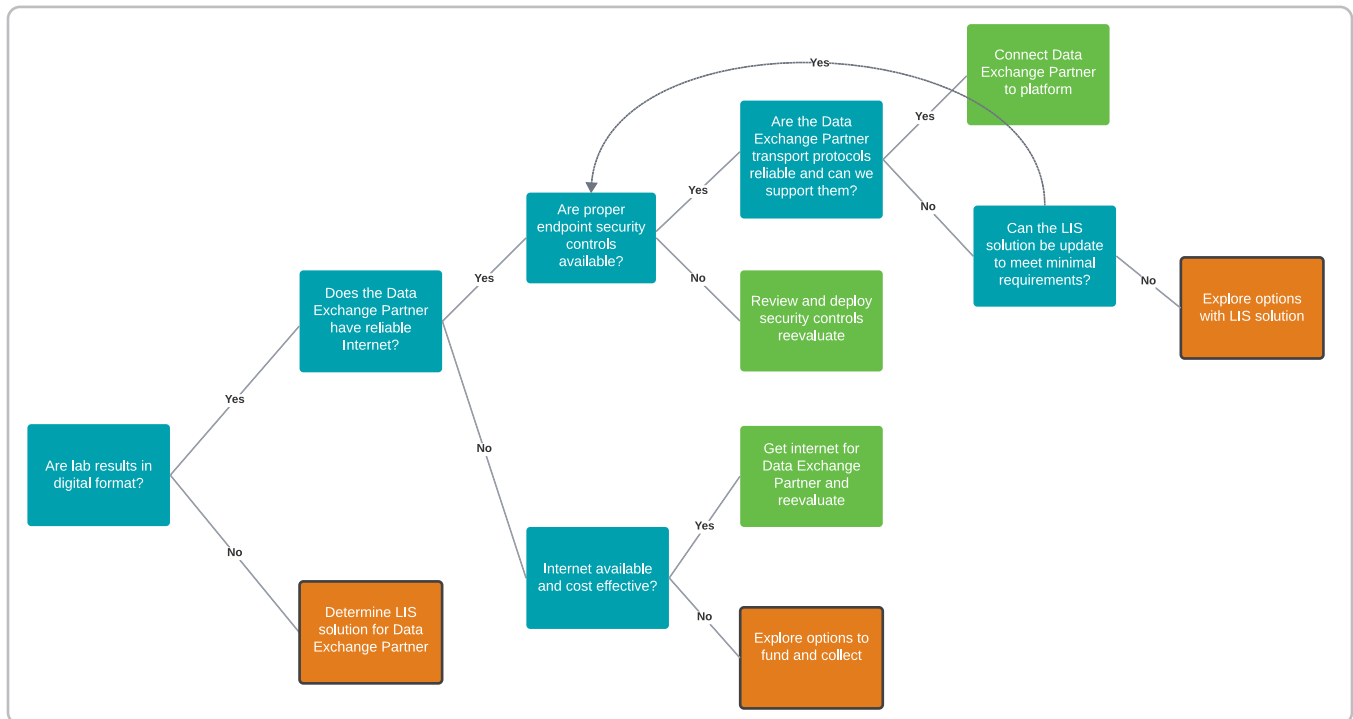 Are lab results in
digital format?
Yes
No
Does the Data
Exchange Partner
have reliable
Internet?
Determine LIS
solution for Data
Exchange Partner
Yes
No
Are proper
endpoint security
controls
available?
Internet available
and cost effective?
Yes
No
Yes
No
Are the Data
Exchange Partner
transport protocols
reliable and can we
support them?
Review and deploy
security controls
reevaluate
Get internet for
Data Exchange
Partner and
reevaluate
Explore options to
fund and collect
Yes
No
Connect Data
Exchange Partner
to platform
Can the LIS
solution be update
to meet minimal
requirements?
Yes
No
Explore options
with LIS solution